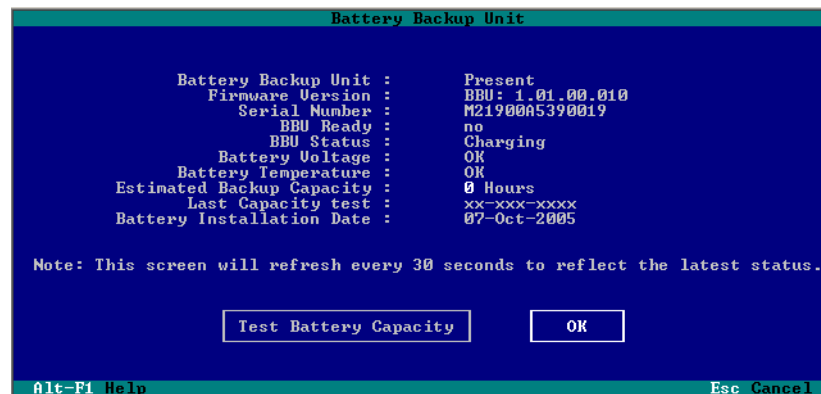 Battery Backup Unit
Battery Backup Unit : Present
Firmware Version : BBU: 1.01.00.010
Serial Number : M21900A5390019
BBU Ready : no
BBU Status : Charging
Battery Voltage : OK
Battery Temperature : OK
Estimated Backup Capacity : 0 Hours
Last Capacity test : xx-xxx-xxxx
Battery Installation Date : 07-Oct-2005
Note: This screen will refresh every 30 seconds to reflect the latest status.
Test Battery Capacity OK
Alt-F1 Help Esc Cancel